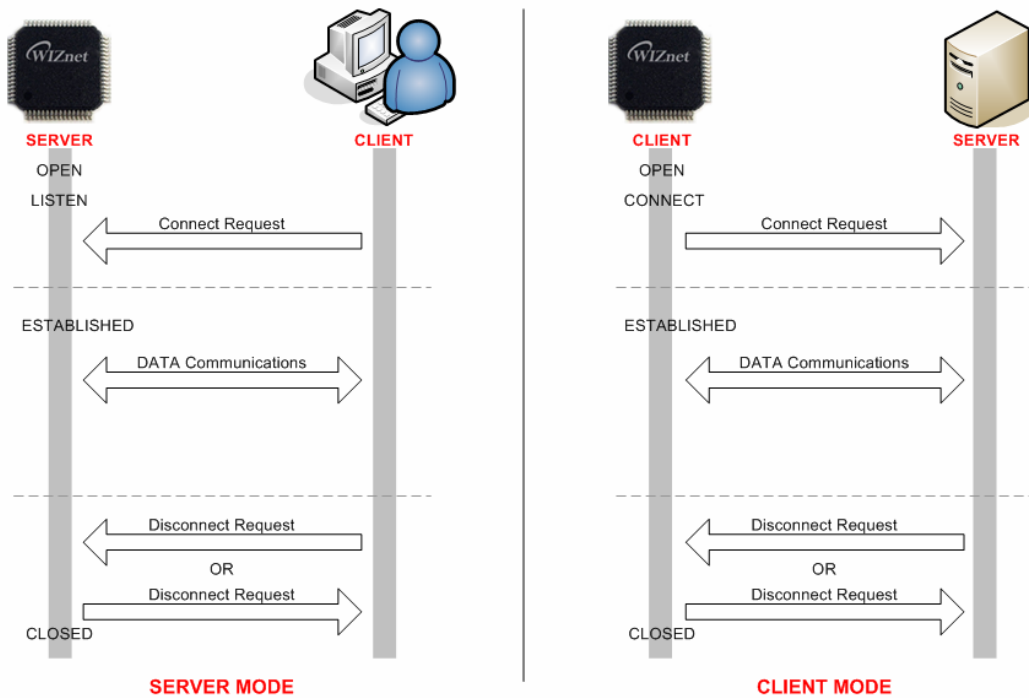 WIZnet
SERVER
CLIENT
OPEN
LISTEN
Connect Request
ESTABLISHED
DATA Communications
Disconnect Request
OR
Disconnect Request
CLOSED
SERVER MODE
WIZnet
CLIENT
SERVER
OPEN
CONNECT
Connect Request
ESTABLISHED
DATA Communications
Disconnect Request
OR
Disconnect Request
CLOSED
CLIENT MODE